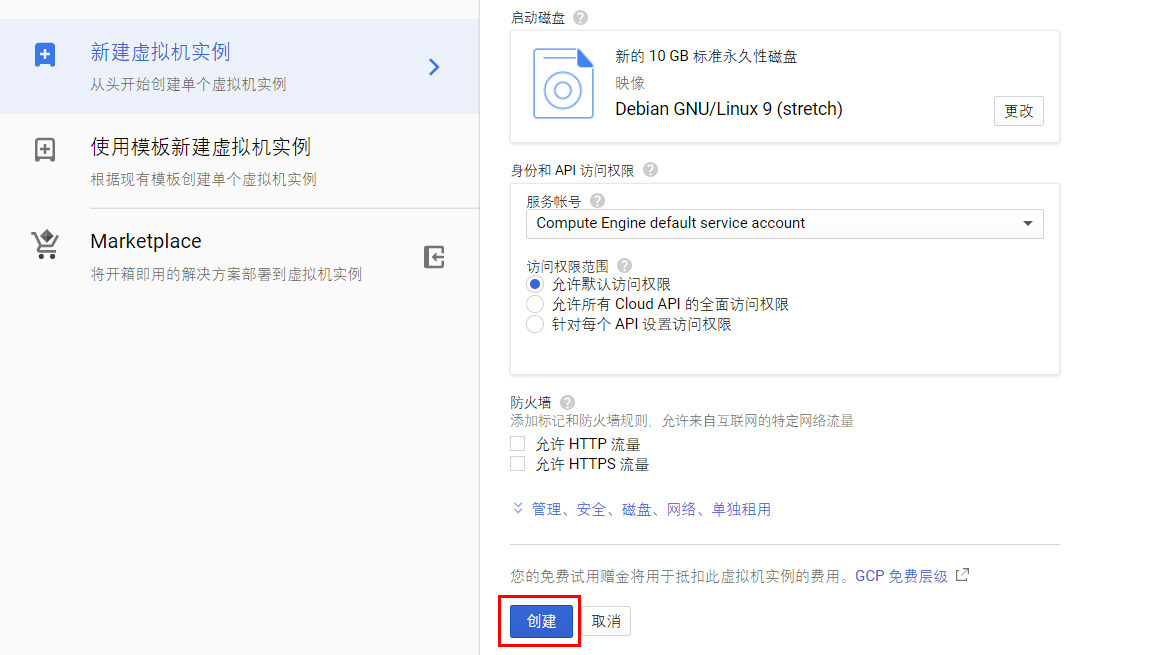 新建虚拟机实例
从头开始创建单个虚拟机实例
使用模板新建虚拟机实例
根据现有模板创建单个虚拟机实例
Marketplace
将开箱即用的解决方案部署到虚拟机实例
启动磁盘
新的 10 GB 标准永久性磁盘
映像
Debian GNU/Linux 9 (stretch)
更改
身份和 API 访问权限
服务帐号
Compute Engine default service account
访问权限范围
允许默认访问权限
允许所有 Cloud API 的全面访问权限
针对每个 API 设置访问权限
防火墙
添加标记和防火墙规则，允许来自互联网的特定网络流量
允许 HTTP 流量
允许 HTTPS 流量
管理、安全、磁盘、网络、单独租用
您的免费试用赠金将用于抵扣此虚拟机实例的费用。GCP 免费层级
创建 取消